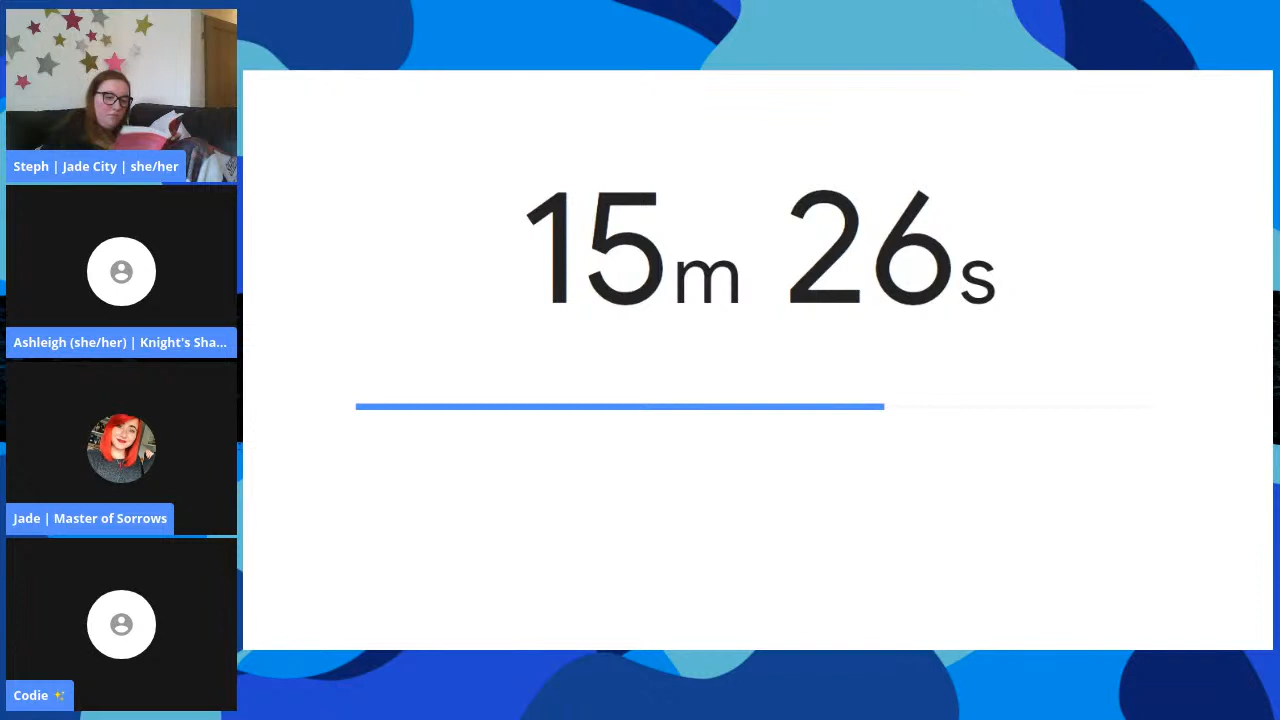 Steph | Jade City | she/her
Ashleigh (she/her) | Knight's Sha...
Jade | Master of Sorrows
Codie ✨
15m 26s